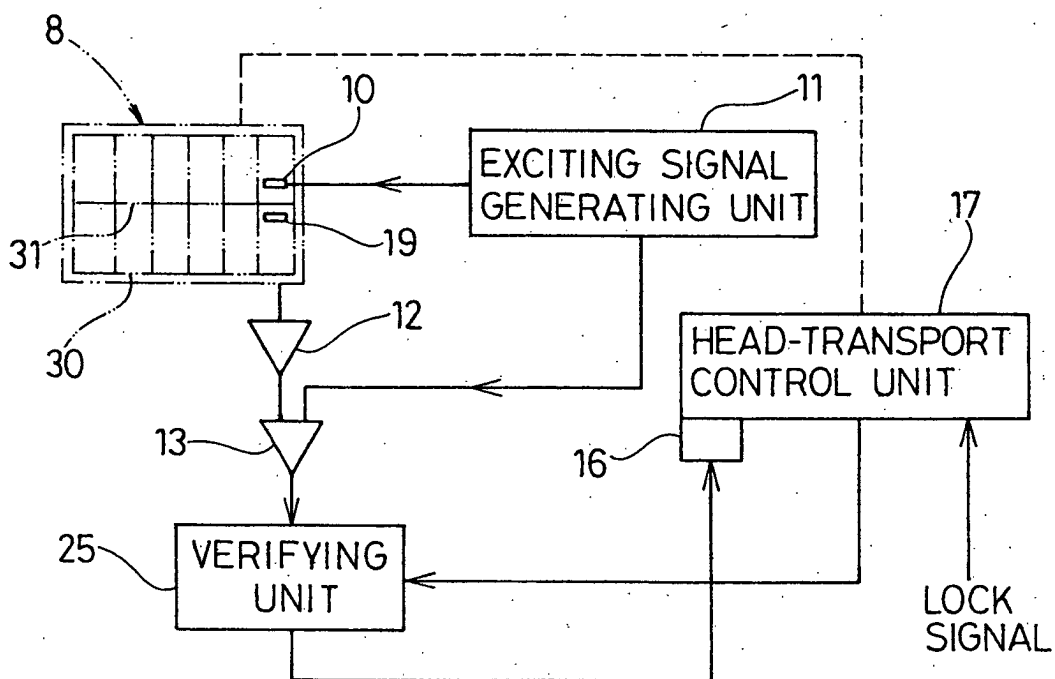 8
10
11
EXCITING SIGNAL
GENERATING UNIT
17
31
19
30
12
HEAD-TRANSPORT
CONTROL UNIT
13
16
25
VERIFYING
UNIT
LOCK
SIGNAL